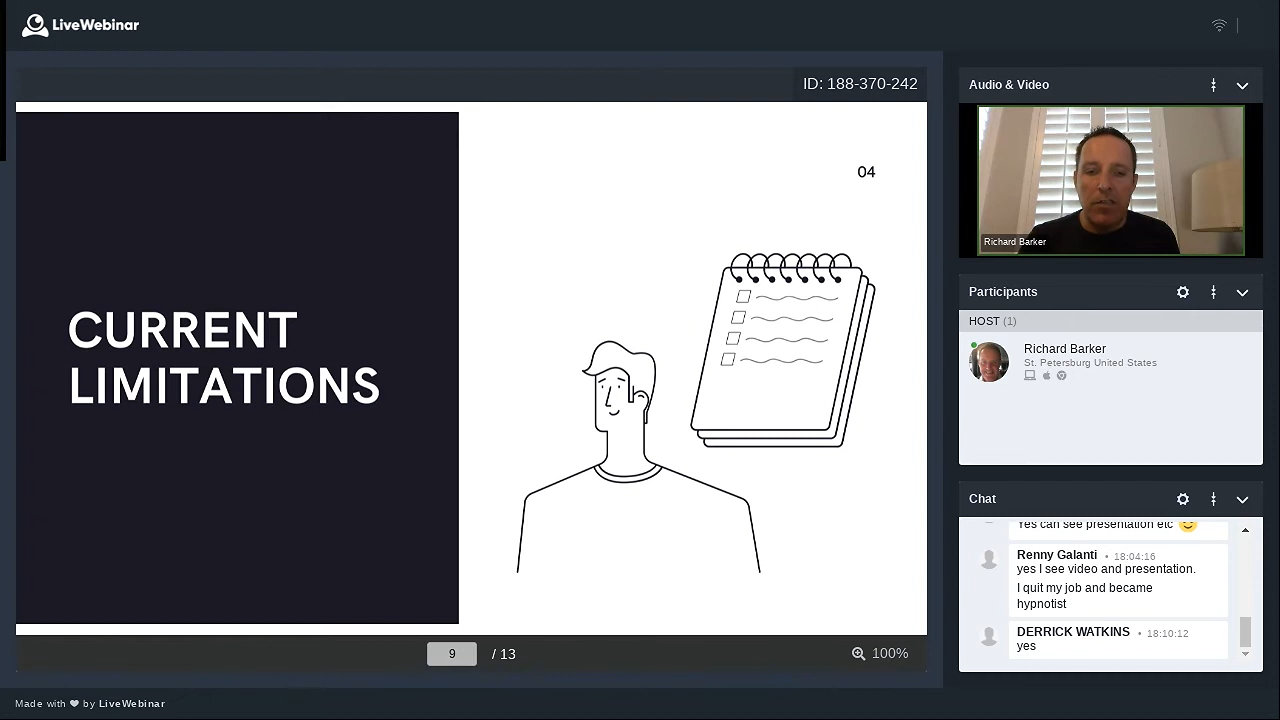 LiveWebinar
ID: 188-370-242
CURRENT
LIMITATIONS
04
9 / 13
100%
Audio & Video
Richard Barker
Participants
HOST (1)
Richard Barker
St. Petersburg United States
Chat
Yes can see presentation etc
Renny Galanti • 18:04:16
yes I see video and presentation.
I quit my job and became
hypnotist
DERRICK WATKINS • 18:10:12
yes
Made with ❤ by LiveWebinar